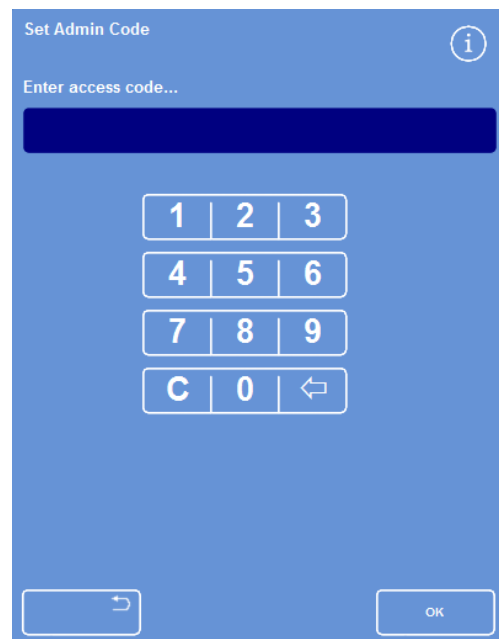 Set Admin Code
i
Enter access code...
1 2 3
4 5 6
7 8 9
C 0
OK